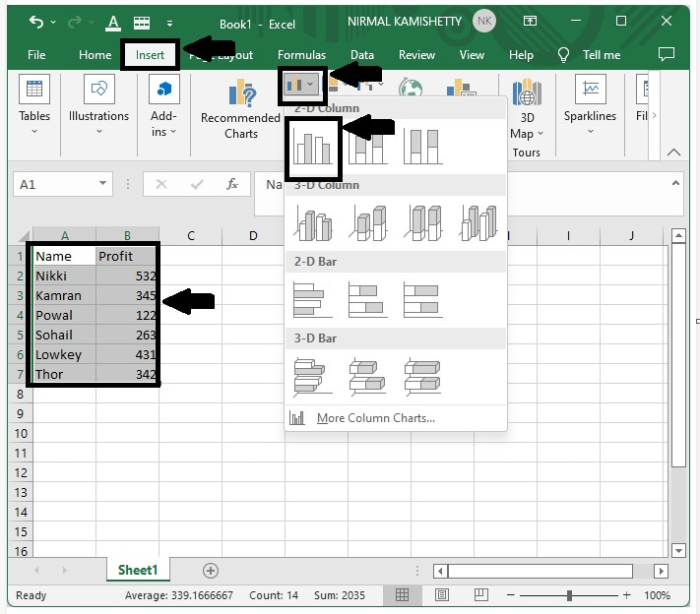 Book1 - Excel NIRMAL KAMISHETTY NK
File Home Insert Layout Formulas Data Review View Help Tell me
Tables Illustrations Add-ins Recommended Charts 3D Map Sparklines Fil
Tours
A1 fx Na
2-D Column
3-D Column
2-D Bar
3-D Bar
More Column Charts...
A B C D I J
1 Name Profit
2 Nikki 532
3 Kamran 345
4 Powal 122
5 Sohail 263
6 Lowkey 431
7 Thor 342
8
9
10
11
12
13
14
15
16
Sheet1
Ready Average: 339.1666667 Count: 14 Sum: 2035 100%